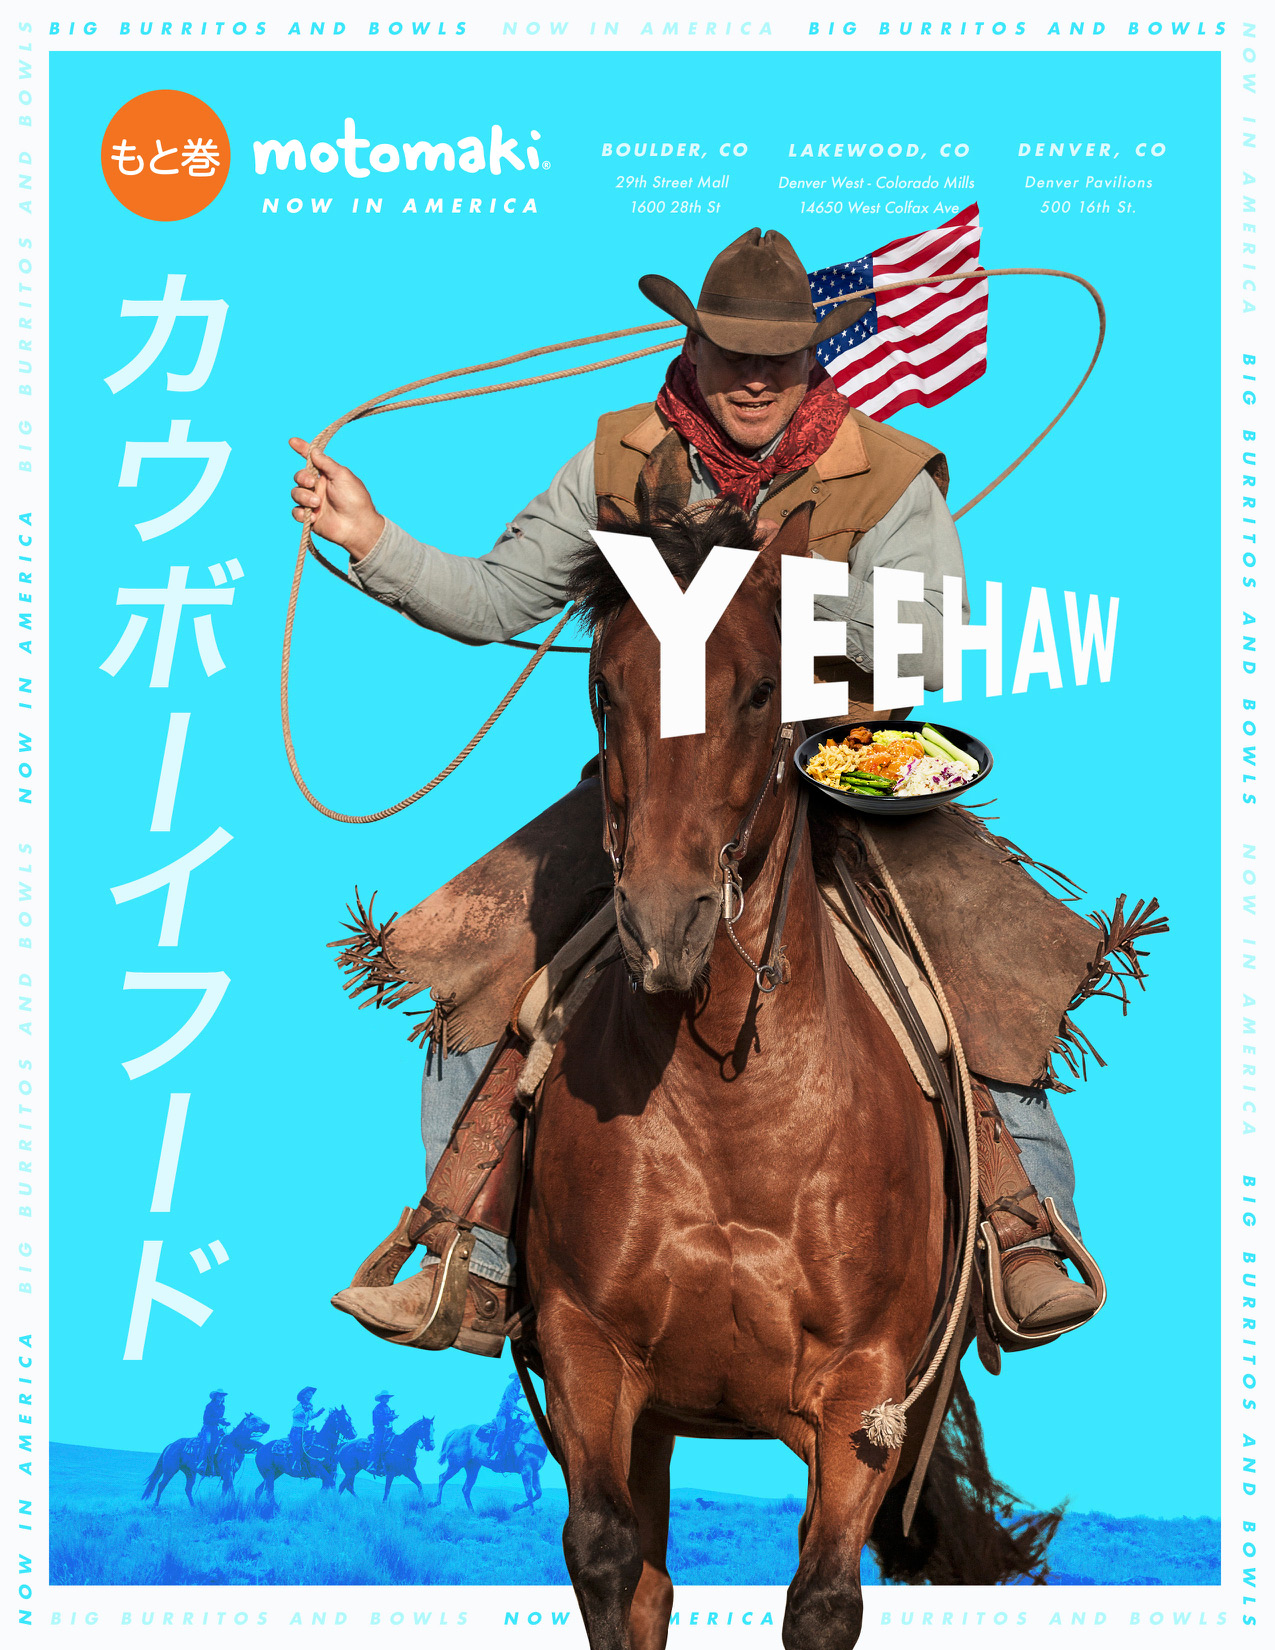 BIG BURRITOS AND BOWLS NOW IN AMERICA BIG BURRITOS AND BOWLS
もと巻
motomaki®
NOW IN AMERICA
BOULDER, CO
29th Street Mall
1600 28th St
LAKEWOOD, CO
Denver West - Colorado Mills
14650 West Colfax Ave
DENVER, CO
Denver Pavilions
500 16th St.
カウボーイフード
YEEHAW
NOW IN AMERICA BIG BURRITOS AND BOWLS NOW IN AMERICA BIG BURRITOS AND BOWLS
NOW IN AMERICA BIG BURRITOS AND BOWLS NOW IN AMERICA BIG BURRITOS AND BOWLS
BIG BURRITOS AND BOWLS NOW MERICA BURRITOS AND BOWLS